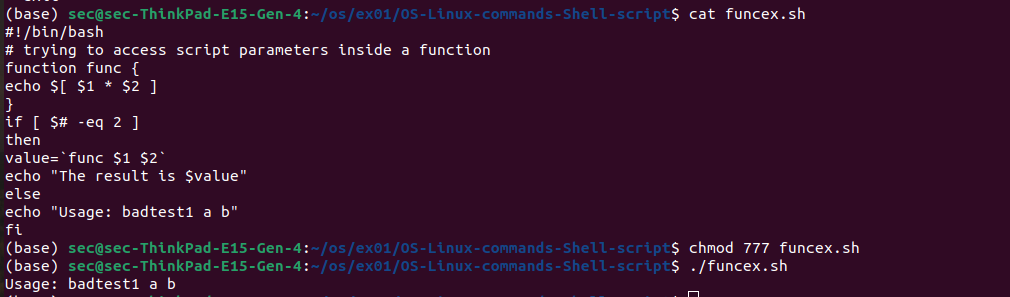 (base) sec@sec-ThinkPad-E15-Gen-4:~/os/ex01/OS-Linux-commands-Shell-script$ cat funcex.sh
#!/bin/bash
# trying to access script parameters inside a function
function func {
echo $[ $1 * $2 ]
}
if [ $# -eq 2 ]
then
value=`func $1 $2`
echo "The result is $value"
else
echo "Usage: badtest1 a b"
fi
(base) sec@sec-ThinkPad-E15-Gen-4:~/os/ex01/OS-Linux-commands-Shell-script$ chmod 777 funcex.sh
(base) sec@sec-ThinkPad-E15-Gen-4:~/os/ex01/OS-Linux-commands-Shell-script$ ./funcex.sh
Usage: badtest1 a b